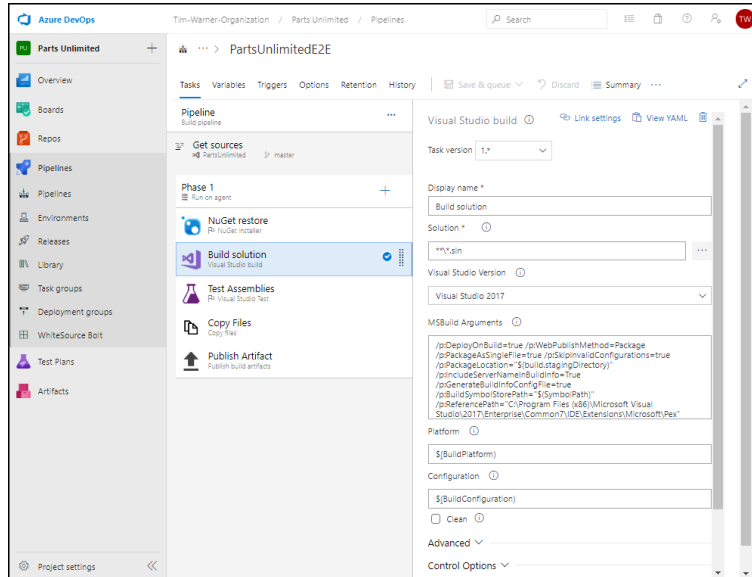 Azure DevOps
Tim-Warner-Organization / Parts Unlimited / Pipelines
Search
TW
PU Parts Unlimited
Overview
Boards
Repos
Pipelines
Pipelines
Environments
Releases
Library
Task groups
Deployment groups
WhiteSource Bolt
Test Plans
Artifacts
Project settings
··· > PartsUnlimitedE2E
Tasks Variables Triggers Options Retention History
Save & queue Discard Summary ···
Pipeline
Build pipeline
Get sources
PartsUnlimited master
Phase 1
Run on agent
NuGet restore
NuGet Installer
Build solution
Visual Studio build
Test Assemblies
Visual Studio Test
Copy Files
Copy files
Publish Artifact
Publish build artifacts
Visual Studio build
Link settings View YAML
Task version 1.*
Display name *
Build solution
Solution *
**\*.sln
Visual Studio Version
Visual Studio 2017
MSBuild Arguments
/p:DeployOnBuild=true /p:WebPublishMethod=Package
/p:PackageAsSingleFile=true /p:SkipInvalidConfigurations=true
/p:PackageLocation="$(build.stagingDirectory)"
/p:IncludeServerNameInBuildInfo=True
/p:GenerateBuildInfoConfigFile=true
/p:BuildSymbolStorePath="$(SymbolPath)"
/p:ReferencePath="C:\Program Files (x86)\Microsoft Visual
Studio\2017\Enterprise\Common7\IDE\Extensions\Microsoft\Pex"
Platform
$(BuildPlatform)
Configuration
$(BuildConfiguration)
Clean
Advanced
Control Options